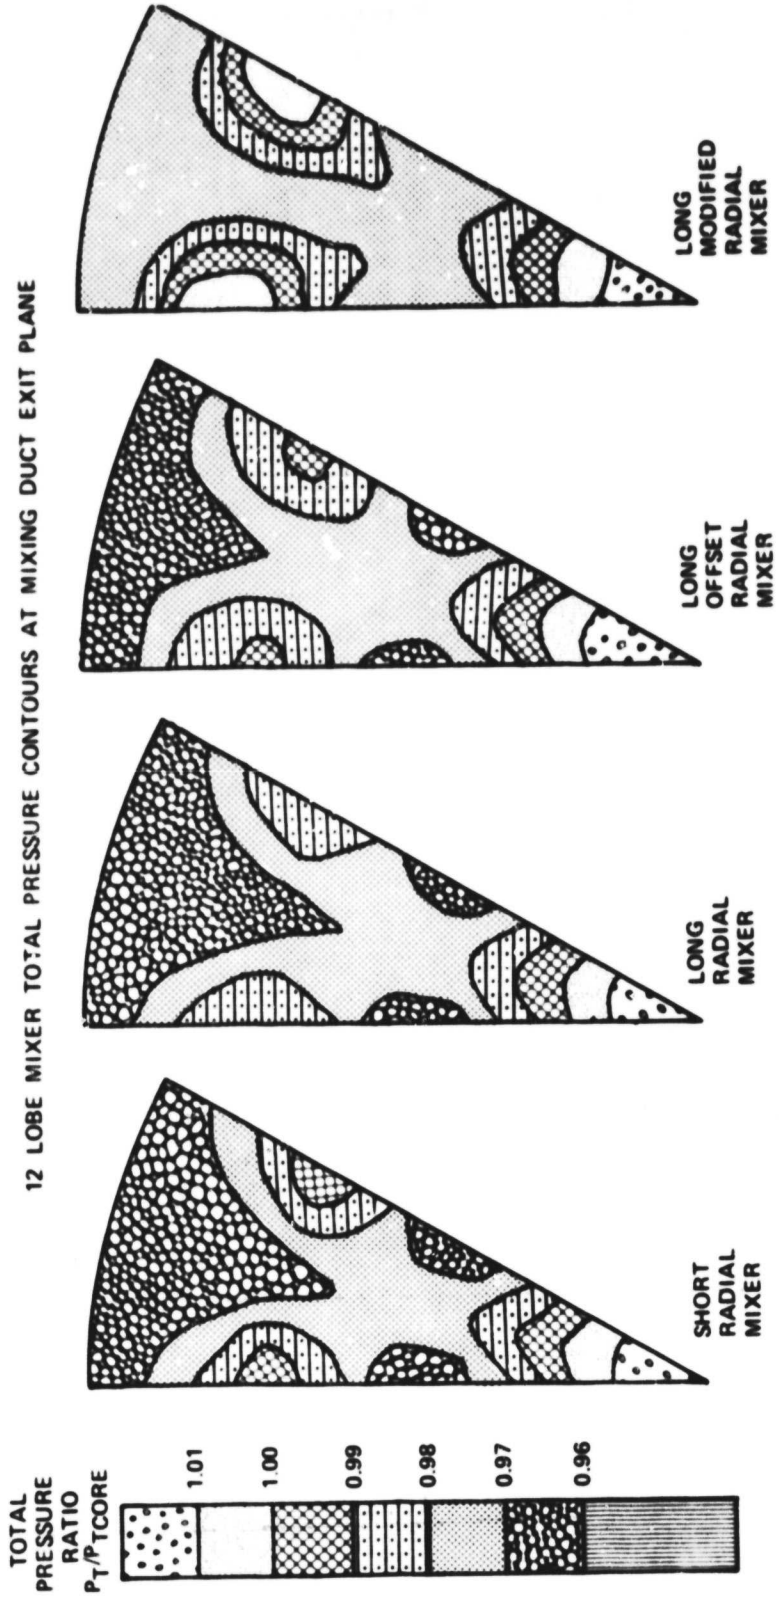 12 LOBE MIXER TOTAL PRESSURE CONTOURS AT MIXING DUCT EXIT PLANE
TOTAL
PRESSURE
RATIO
PT/PTCORE
1.01
1.00
0.99
0.98
0.97
0.96
SHORT
RADIAL
MIXER
LONG
RADIAL
MIXER
LONG
OFFSET
RADIAL
MIXER
LONG
MODIFIED
RADIAL
MIXER